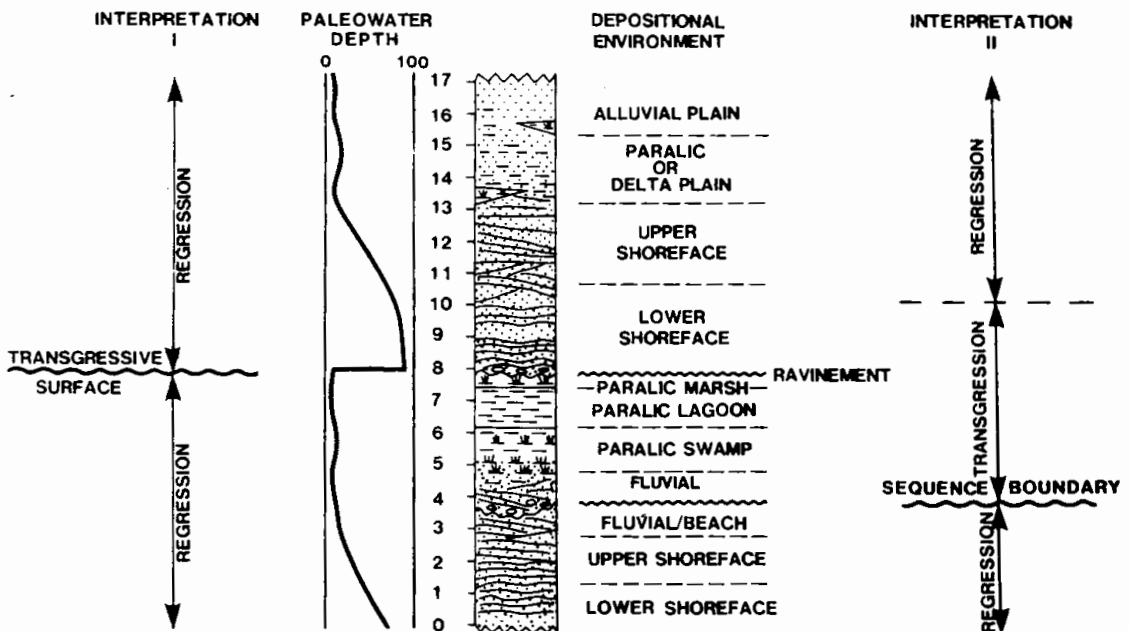 INTERPRETATION
I
PALEOWATER
DEPTH
0 100
DEPOSITIONAL
ENVIRONMENT
INTERPRETATION
II
17
16
15
14
13
12
11
10
9
8
7
6
5
4
3
2
1
0
REGRESSION
TRANSGRESSIVE
SURFACE
REGRESSION
ALLUVIAL PLAIN
PARALIC
OR
DELTA PLAIN
UPPER
SHOREFACE
LOWER
SHOREFACE
RAVINEMENT
PARALIC MARSH
PARALIC LAGOON
PARALIC SWAMP
FLUVIAL
FLUVIAL/BEACH
UPPER SHOREFACE
LOWER SHOREFACE
REGRESSION
TRANSGRESSION
SEQUENCE BOUNDARY
REGRESSION